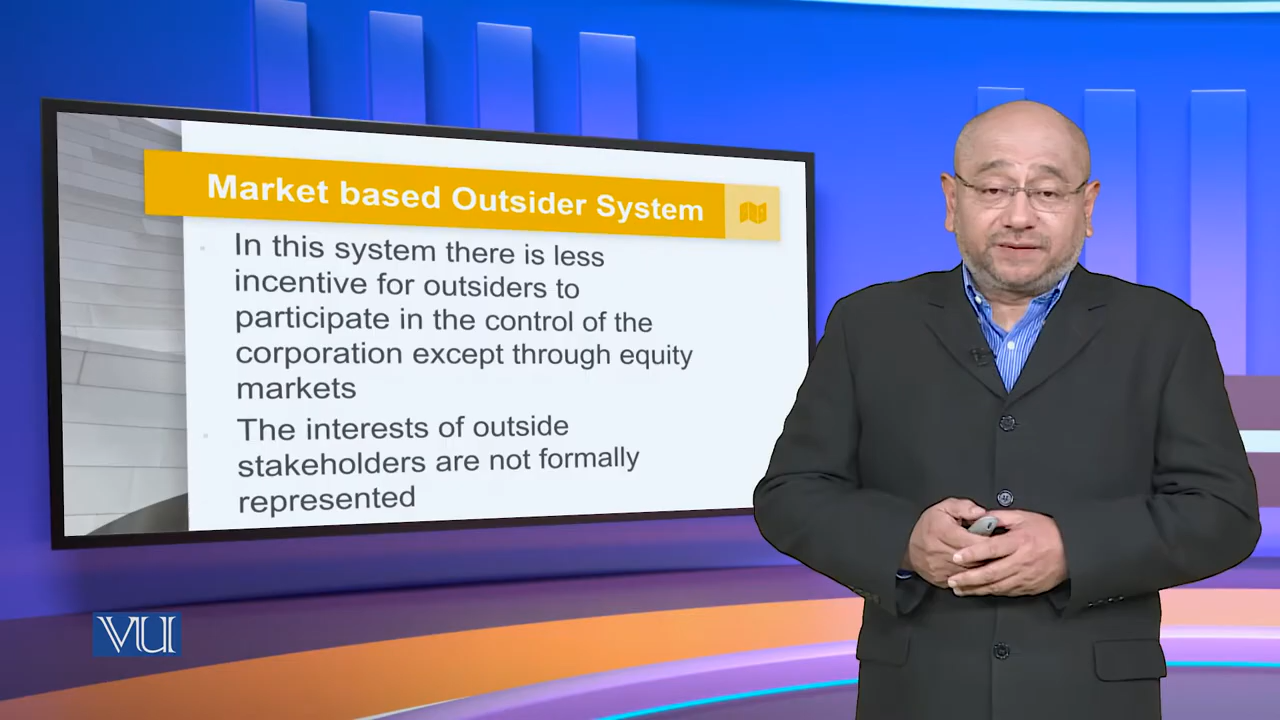 Market based Outsider System
In this system there is less
incentive for outsiders to
participate in the control of the
corporation except through equity
markets
The interests of outside
stakeholders are not formally
represented
VU